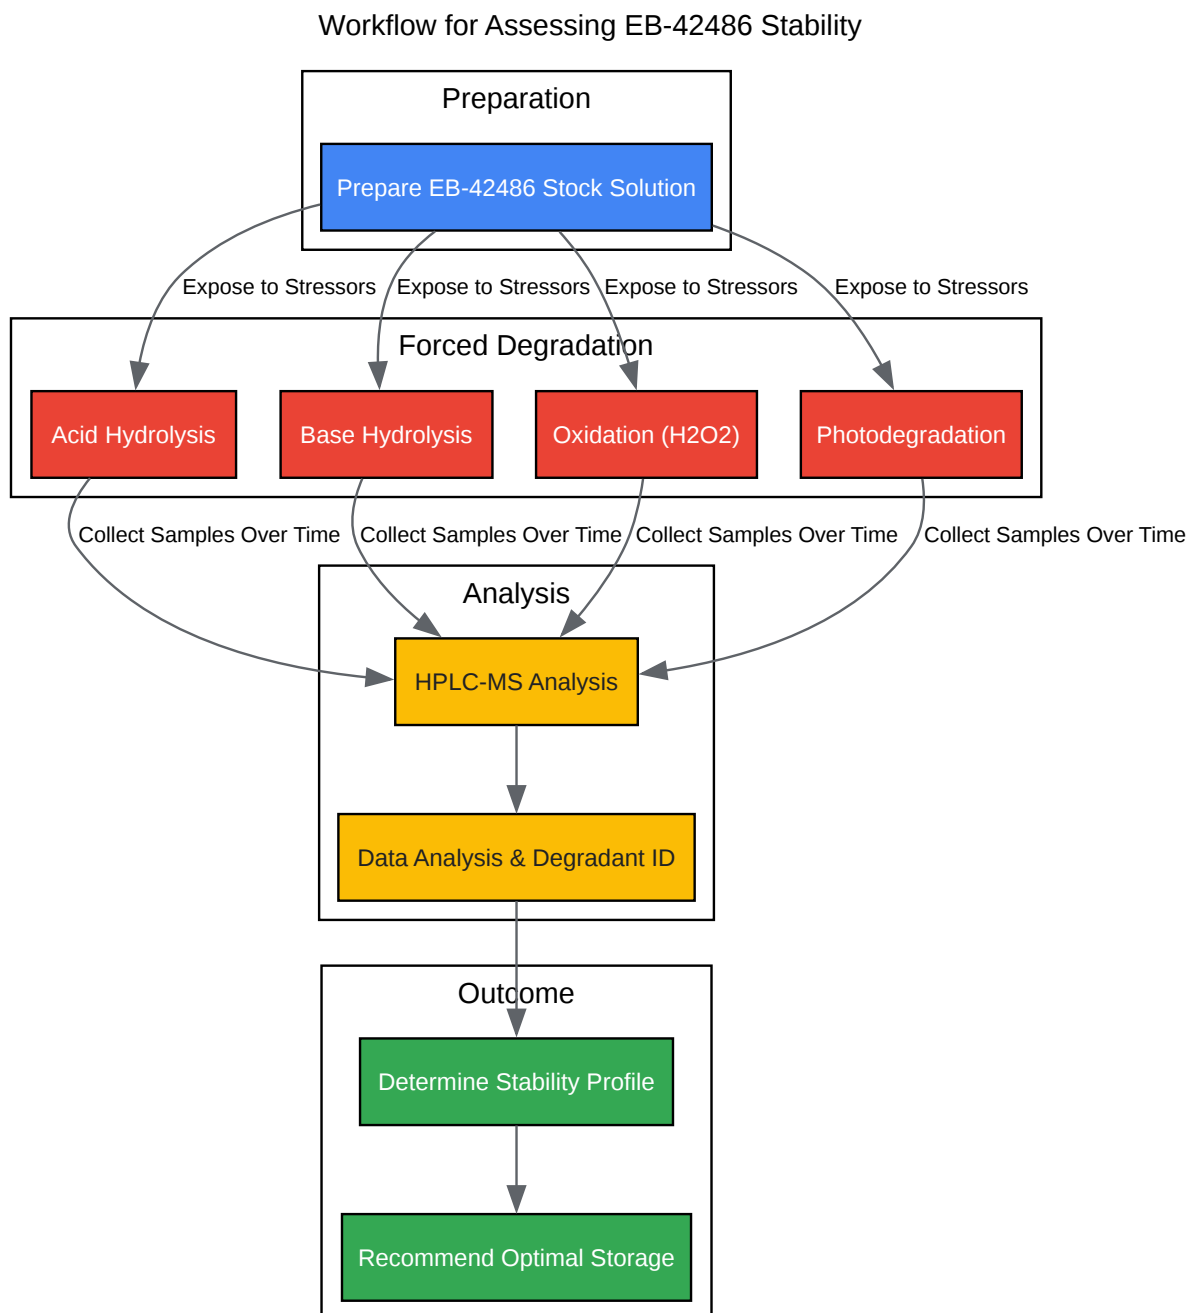 Workflow for Assessing EB-42486 Stability
Preparation
Prepare EB-42486 Stock Solution
Expose to Stressors
Expose to Stressors
Expose to Stressors
Expose to Stressors
Forced Degradation
Acid Hydrolysis
Base Hydrolysis
Oxidation (H2O2)
Photodegradation
Collect Samples Over Time
Collect Samples Over Time
Collect Samples Over Time
Collect Samples Over Time
Analysis
HPLC-MS Analysis
Data Analysis & Degradant ID
Outcome
Determine Stability Profile
Recommend Optimal Storage